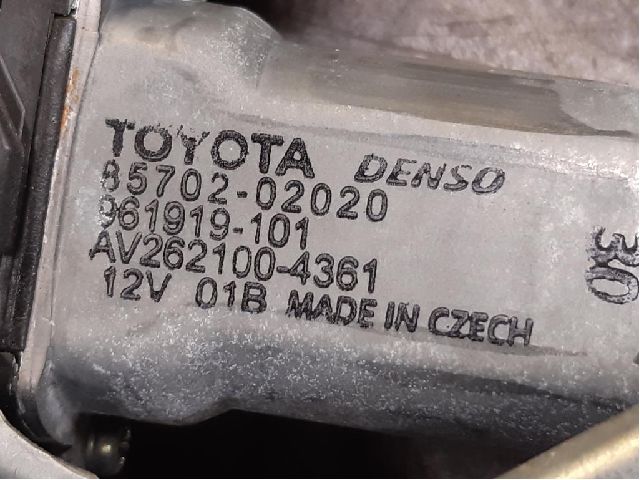 TOYOTA DENSO
85702-02020
961919-101
AV262100-4361
12V 01B MADE IN CZECH